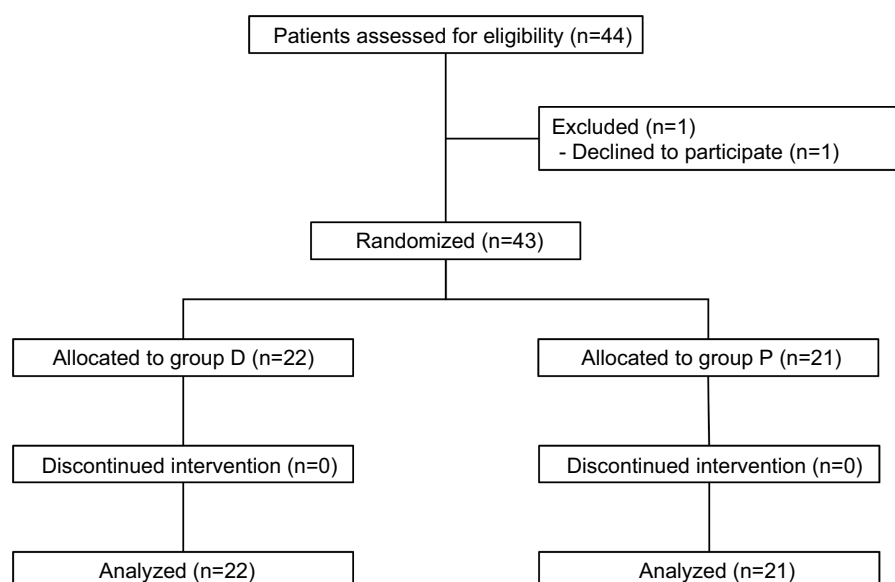 Patients assessed for eligibility (n=44)
Excluded (n=1)
- Declined to participate (n=1)
Randomized (n=43)
Allocated to group D (n=22)
Allocated to group P (n=21)
Discontinued intervention (n=0)
Discontinued intervention (n=0)
Analyzed (n=22)
Analyzed (n=21)